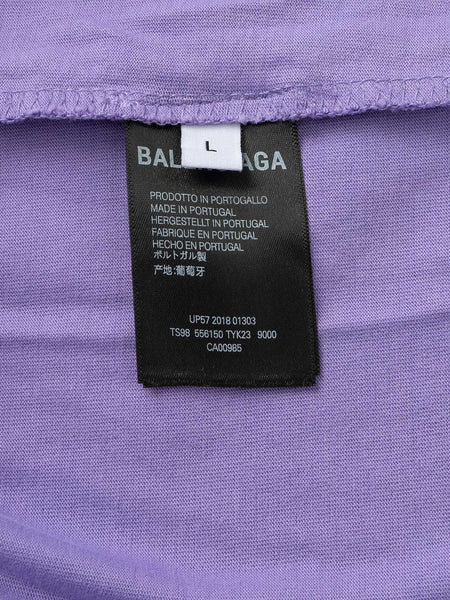 L
BAL AGA
PRODOTTO IN PORTOGALLO
MADE IN PORTUGAL
HERGESTELLT IN PORTUGAL
FABRIQUE EN PORTUGAL
HECHO EN PORTUGAL
ポルトガル製
产地:葡萄牙
UP57 2018 01303
TS98 556150 TYK23 9000
CA00985